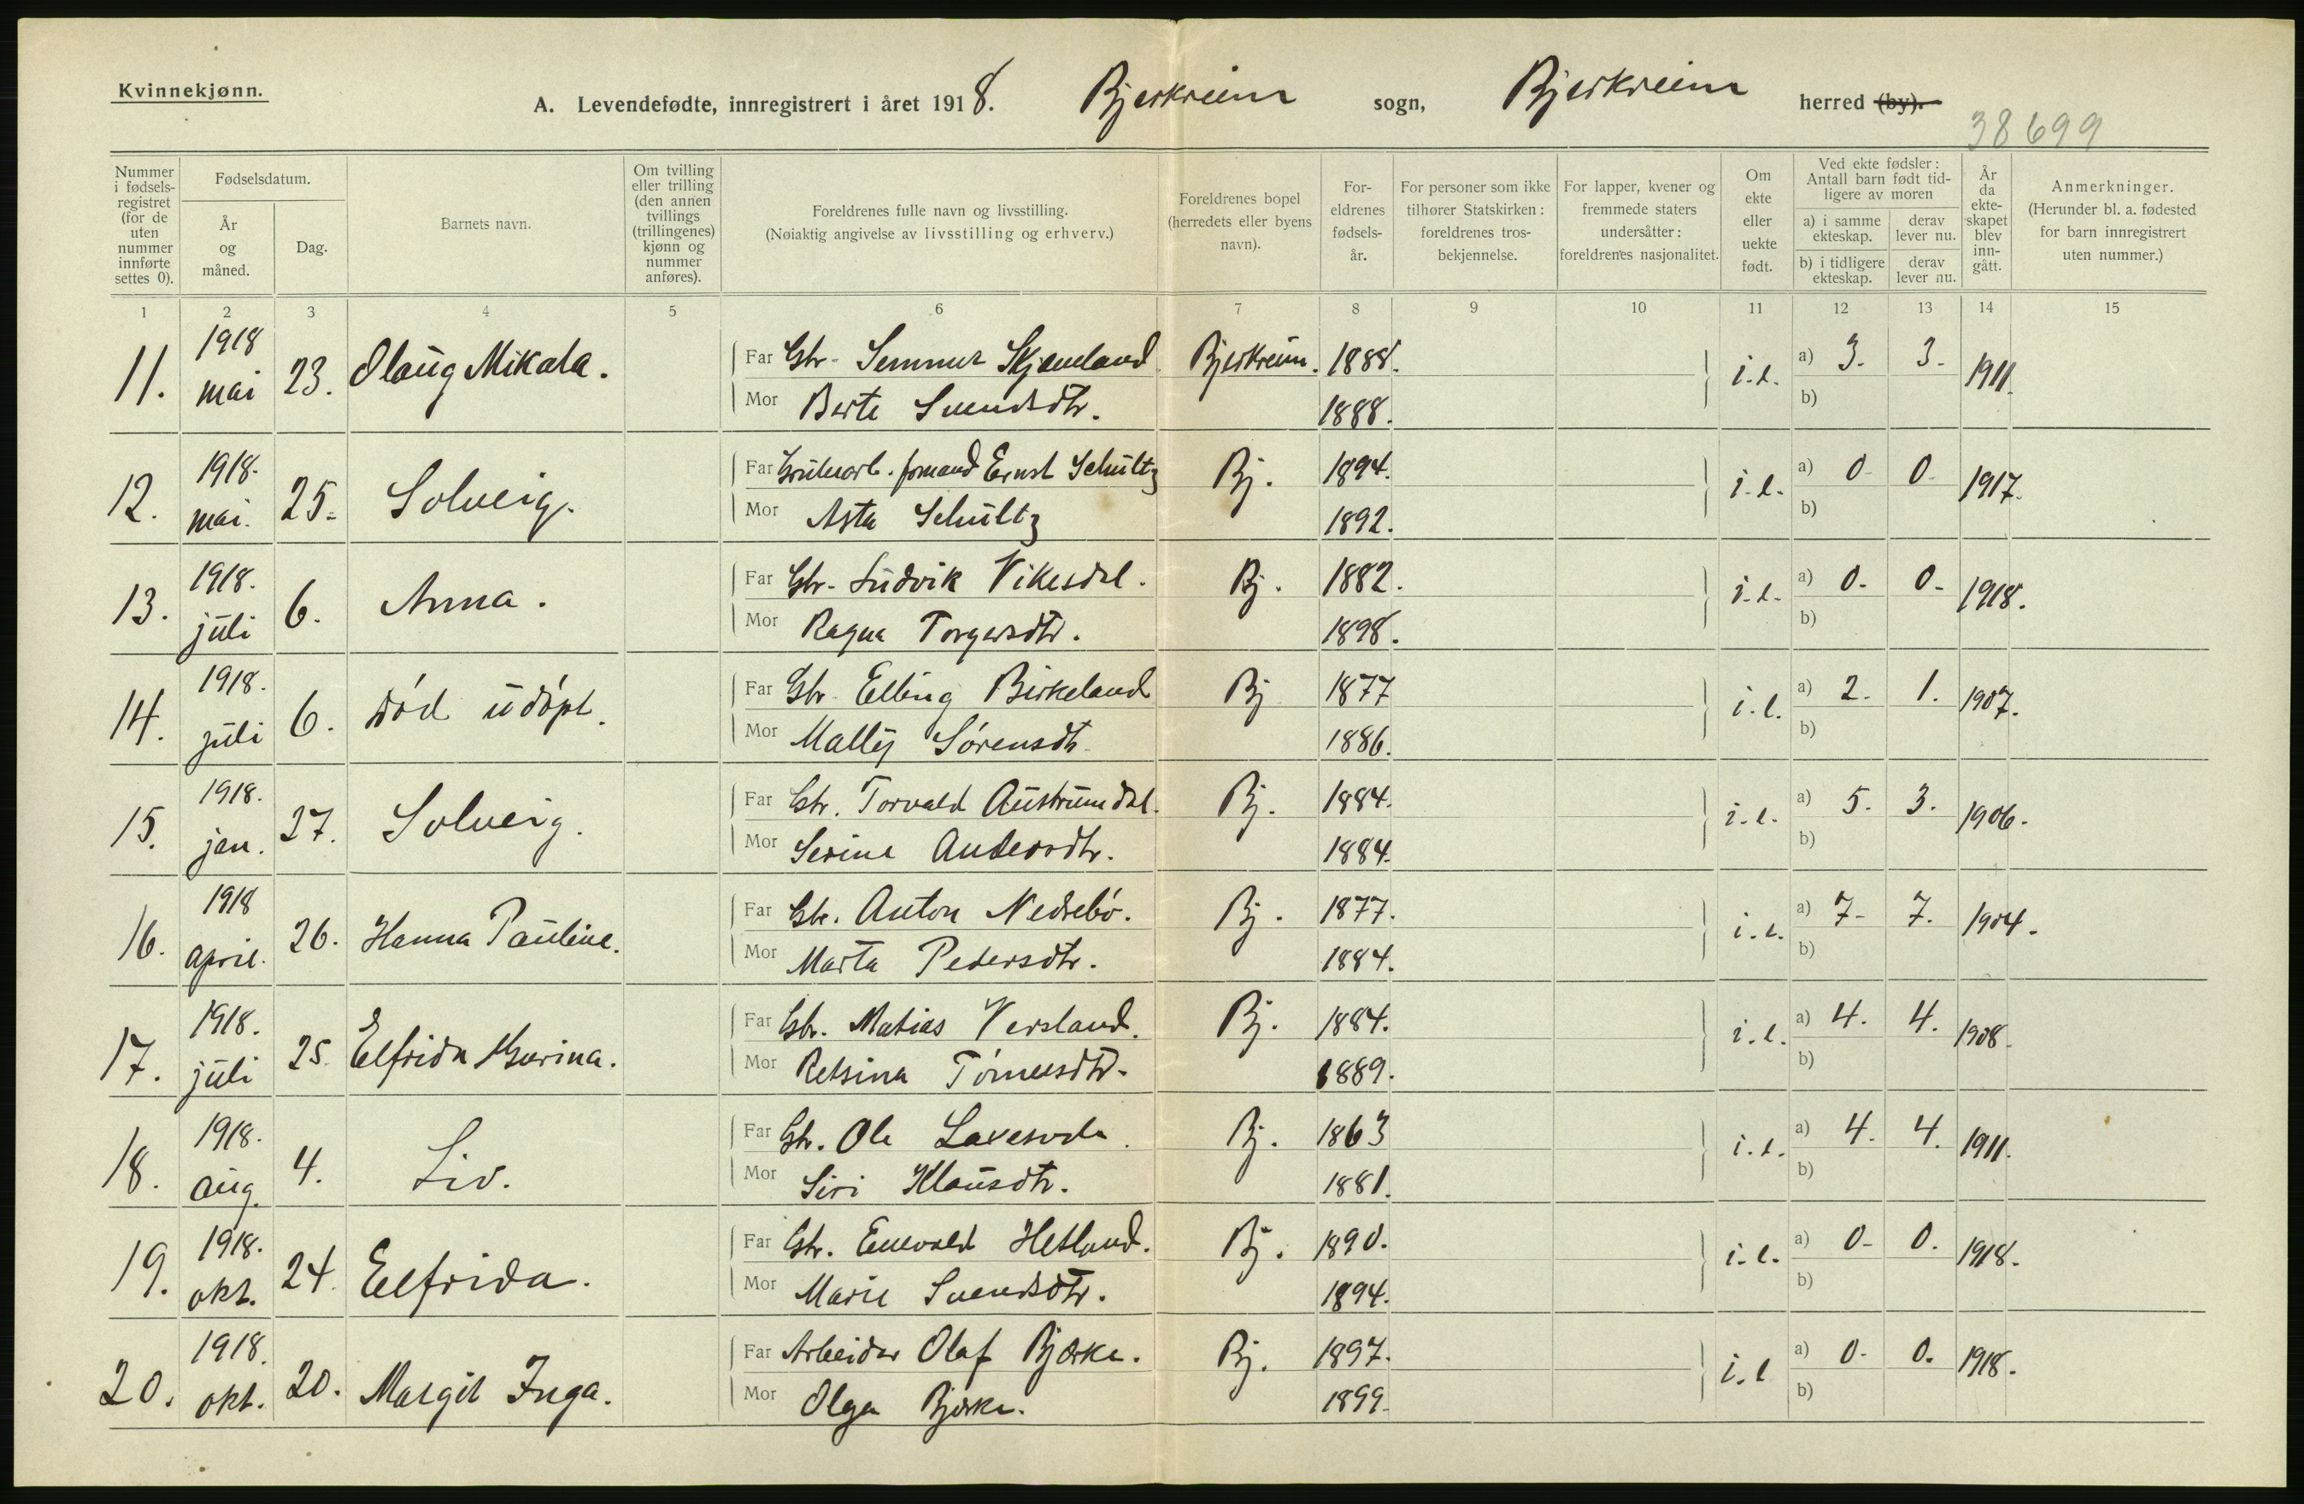 Kvinnekjønn.
A. Levendefødte, innregistrert i året 1918. Bjerkreim sogn, Bjerkreim herred (by).
38699
Nummer i fødselsregistret (for de uten nummer innførte settes 0).
Fødselsdatum.
År og måned.
Dag.
Barnets navn.
Om tvilling eller trilling (den annen tvillings (trillingenes) kjønn og nummer anføres).
Foreldrenes fulle navn og livsstilling.
(Nøiaktig angivelse av livsstilling og erhverv.)
Foreldrenes bopel (herredets eller byens navn).
Foreldrenes fødselsår.
For personer som ikke tilhører Statskirken: foreldrenes trosbekjennelse.
For lapper, kvener og fremmede staters undersåtter: foreldrenes nasjonalitet.
Om ekte eller uekte født.
Ved ekte fødsler: Antall barn født tidligere av moren
a) i samme ekteskap. derav lever nu.
b) i tidligere ekteskap. derav lever nu.
År da ekteskapet blev inngått.
Anmerkninger.
(Herunder bl. a. fødested for barn innregistrert uten nummer.)
1 2 3 4 5 6 7 8 9 10 11 12 13 14 15
11. 1918 mai 23. Olaug Mikala. Far Gbr. Skjæveland Bjerkreim. 1888. i.e. a) 3. 3. 1911.
Mor Berte Svendsdtr. 1888. b)
12. 1918. mai. 25. Solveig. Far formand Ernst Schultz Bj. 1894. i.e. a) 0 0 1917.
Mor Asta Schultz 1892. b)
13. 1918. juli 6. Anna. Far Gbr. Ludvik Vikesdal. Bj. 1882. i.e. a) 0. 0. 1918.
Mor Ragna Torgersdtr. 1898. b)
14. 1918. juli 6. død udøpt. Far Gbr. Elling Birkeland Bj 1877 i.e. a) 2. 1. 1907.
Mor Mally Sørensdtr. 1886. b)
15. 1918. jan. 27. Solveig. Far Gbr. Torvald Austrumdal. Bj. 1884. i.e. a) 5. 3. 1906.
Mor Serine Andersdtr. 1884. b)
16. 1918 april. 26. Hanna Pauline. Far Gbr. Anton Nedrebø. Bj. 1877. i.e. a) 7. 7. 1904.
Mor Marta Pedersdtr. 1884. b)
17. 1918. juli 25. Elfrida Gurina. Far Gbr. Matias Versland. Bj. 1884. i.e. a) 4. 4. 1908.
Mor Retsina Tønnesdtr. 1889. b)
18. 1918. aug. 4. Liv. Far Gbr. Ole Bj. 1863 i.e. a) 4. 4. 1911.
Mor Siri Klausdtr. 1881. b)
19. 1918. okt. 24. Elfrida. Far Gbr. Enevald Hetland. Bj. 1890. i.e. a) 0. 0. 1918.
Mor Marie Svendsdtr. 1894. b)
20. 1918. okt. 20. Margit Inga. Far Arbeider Olaf Bjørke. Bj. 1897. i.e a) 0. 0. 1918.
Mor Olga Bjørke. 1899. b)